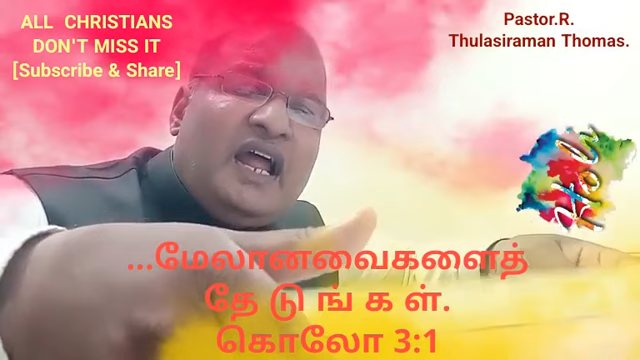 ALL CHRISTIANS
DON'T MISS IT
[Subscribe & Share]
Pastor.R.
Thulasiraman Thomas.
...மேலானவைகளைத்
தே டு ங் க ள்.
கொலோ 3:1